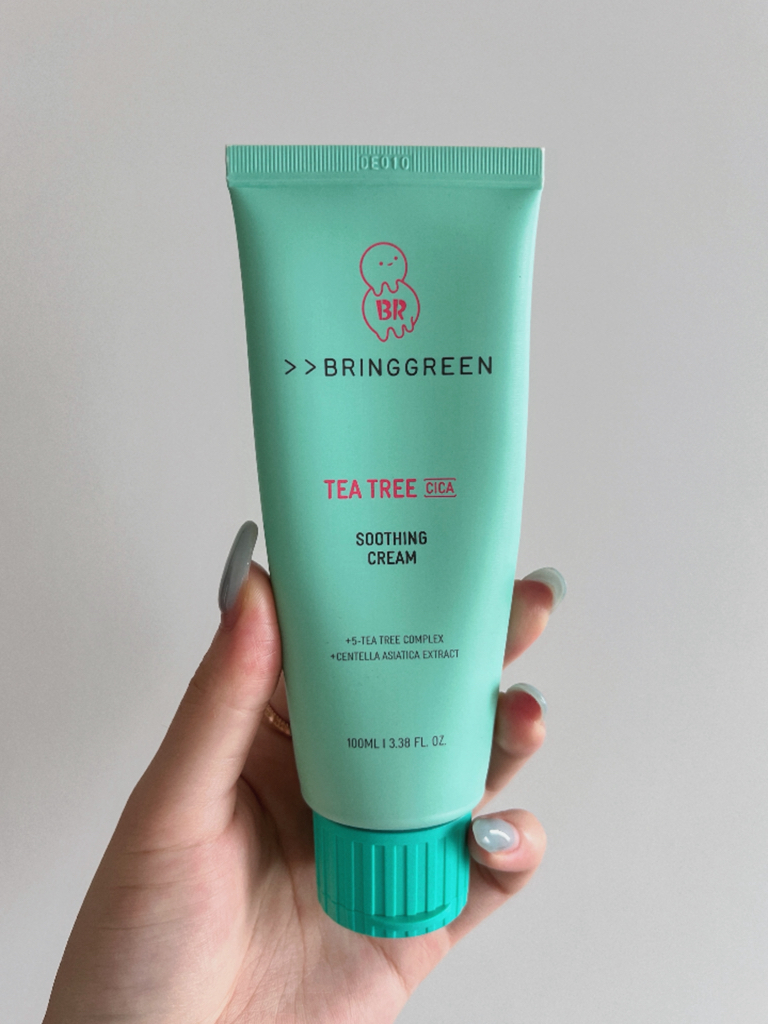 0E010
BR
>>BRINGGREEN
TEA TREE CICA
SOOTHING
CREAM
+5-TEA TREE COMPLEX
+CENTELLA ASIATICA EXTRACT
100ML | 3.38 FL. OZ.